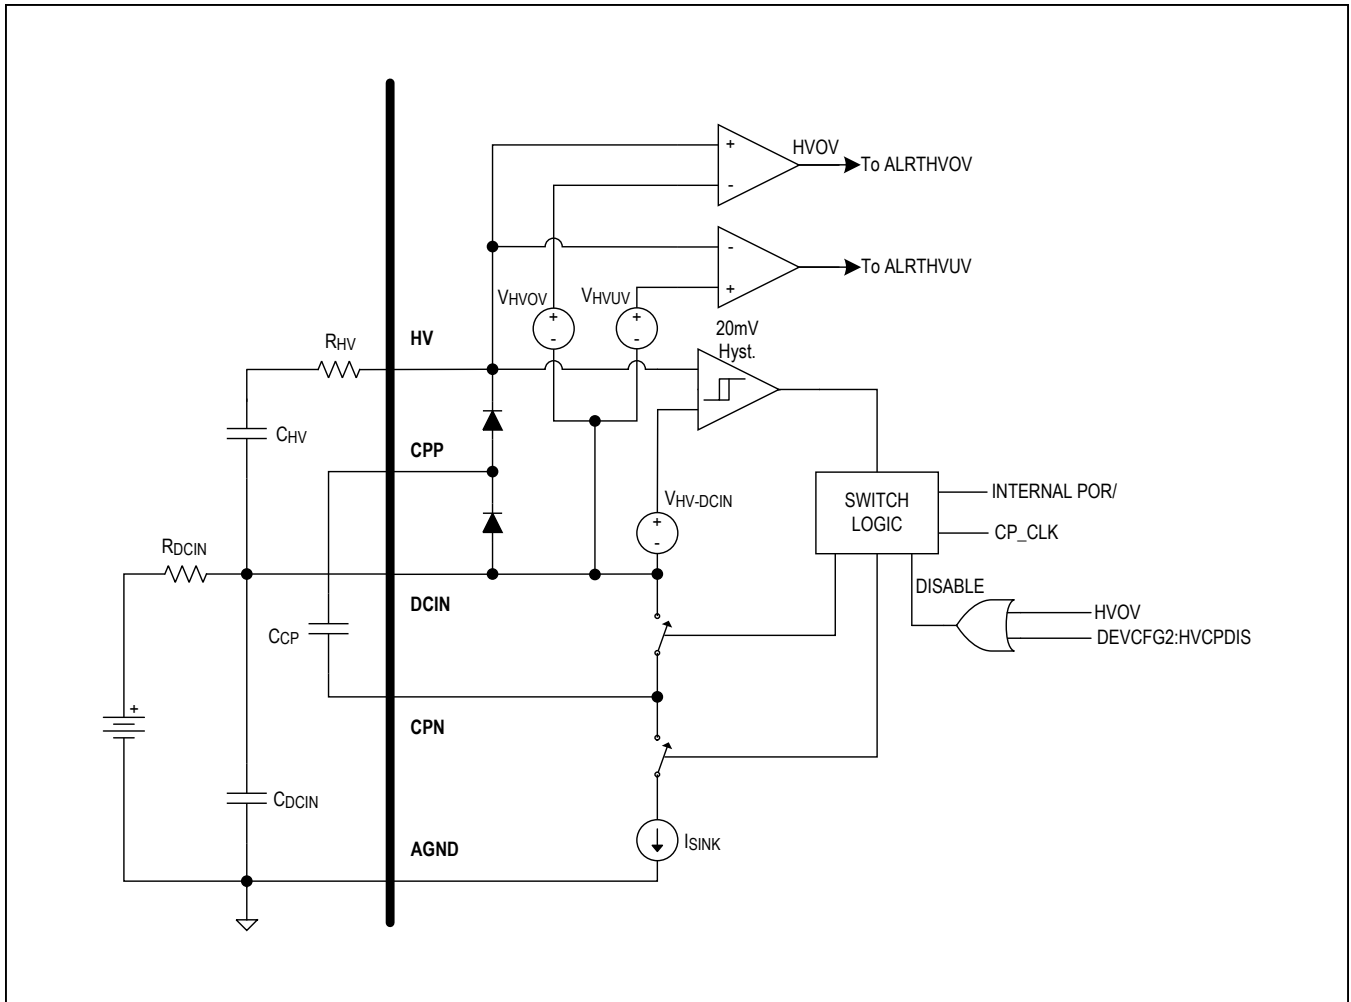 HVOV
+
-
To ALRTHVOV
-
+
To ALRTHVUV
VHVOV
VHVUV
+
-
+
-
20mV
Hyst.
RHV
HV
CHV
CPP
VHV-DCIN
+
-
SWITCH
LOGIC
INTERNAL POR/
CP_CLK
RDCIN
DCIN
DISABLE
HVOV
DEVCFG2:HVCPDIS
CCP
CPN
+
CDCIN
AGND
ISINK